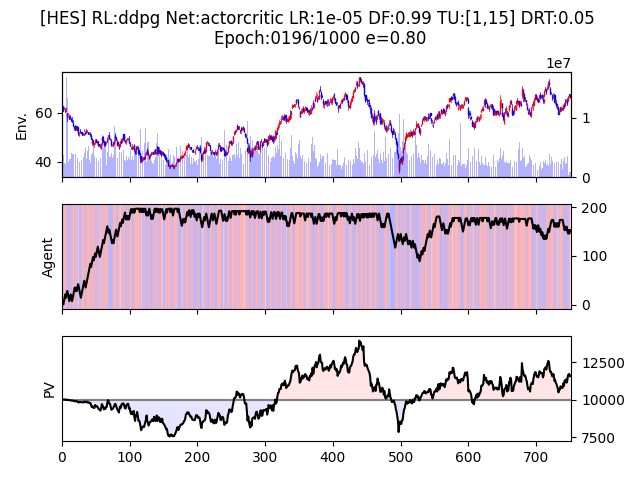 [HES] RL:ddpg Net:actorcritic LR:1e-05 DF:0.99 TU:[1,15] DRT:0.05
Epoch:0196/1000 e=0.80
1e7
Env.
60
40
1
0
Agent
200
100
0
PV
12500
10000
7500
0 100 200 300 400 500 600 700